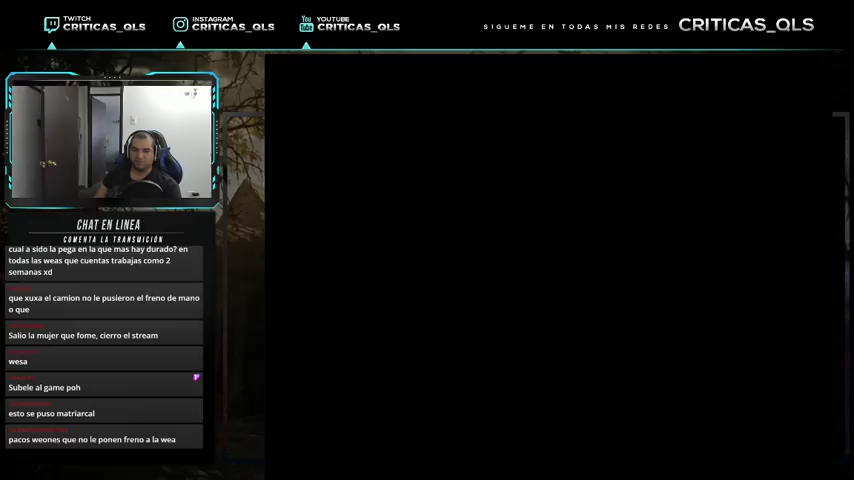 TWITCH
CRITICAS_QLS
INSTAGRAM
CRITICAS_QLS
You
Tube
YOUTUBE
CRITICAS_QLS
SIGUEME EN TODAS MIS REDES
CRITICAS_QLS
CHAT EN LINEA
COMENTA LA TRANSMICIÓN
cual a sido la pega en la que mas hay durado? en
todas las weas que cuentas trabajas como 2
semanas xd
que xuxa el camion no le pusieron el freno de mano
o que
Salio la mujer que fome, cierro el stream
wesa
Subele al game poh
esto se puso matriarcal
pacos weones que no le ponen freno a la wea